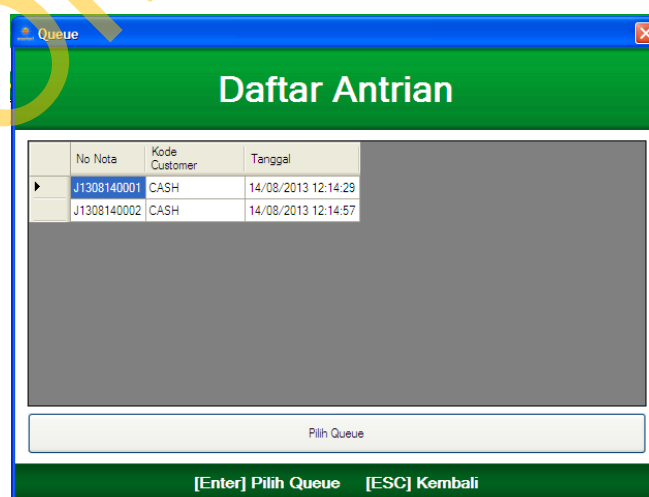 Queue
Daftar Antrian
No Nota Kode Customer Tanggal
J1308140001 CASH 14/08/2013 12:14:29
J1308140002 CASH 14/08/2013 12:14:57
Pilih Queue
[Enter] Pilih Queue [ESC] Kembali